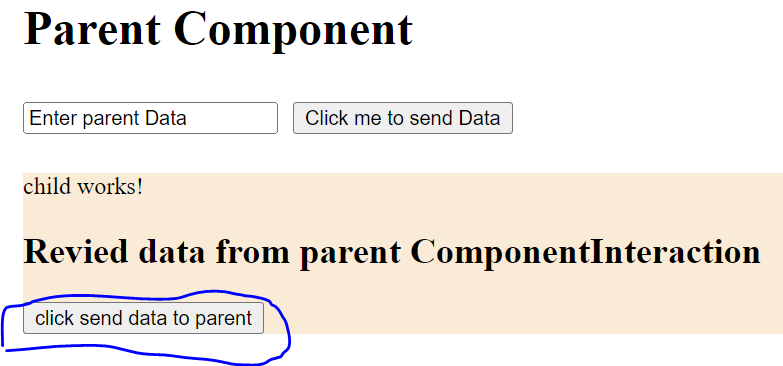 Parent Component
Enter parent Data Click me to send Data
child works!
Revied data from parent ComponentInteraction
click send data to parent